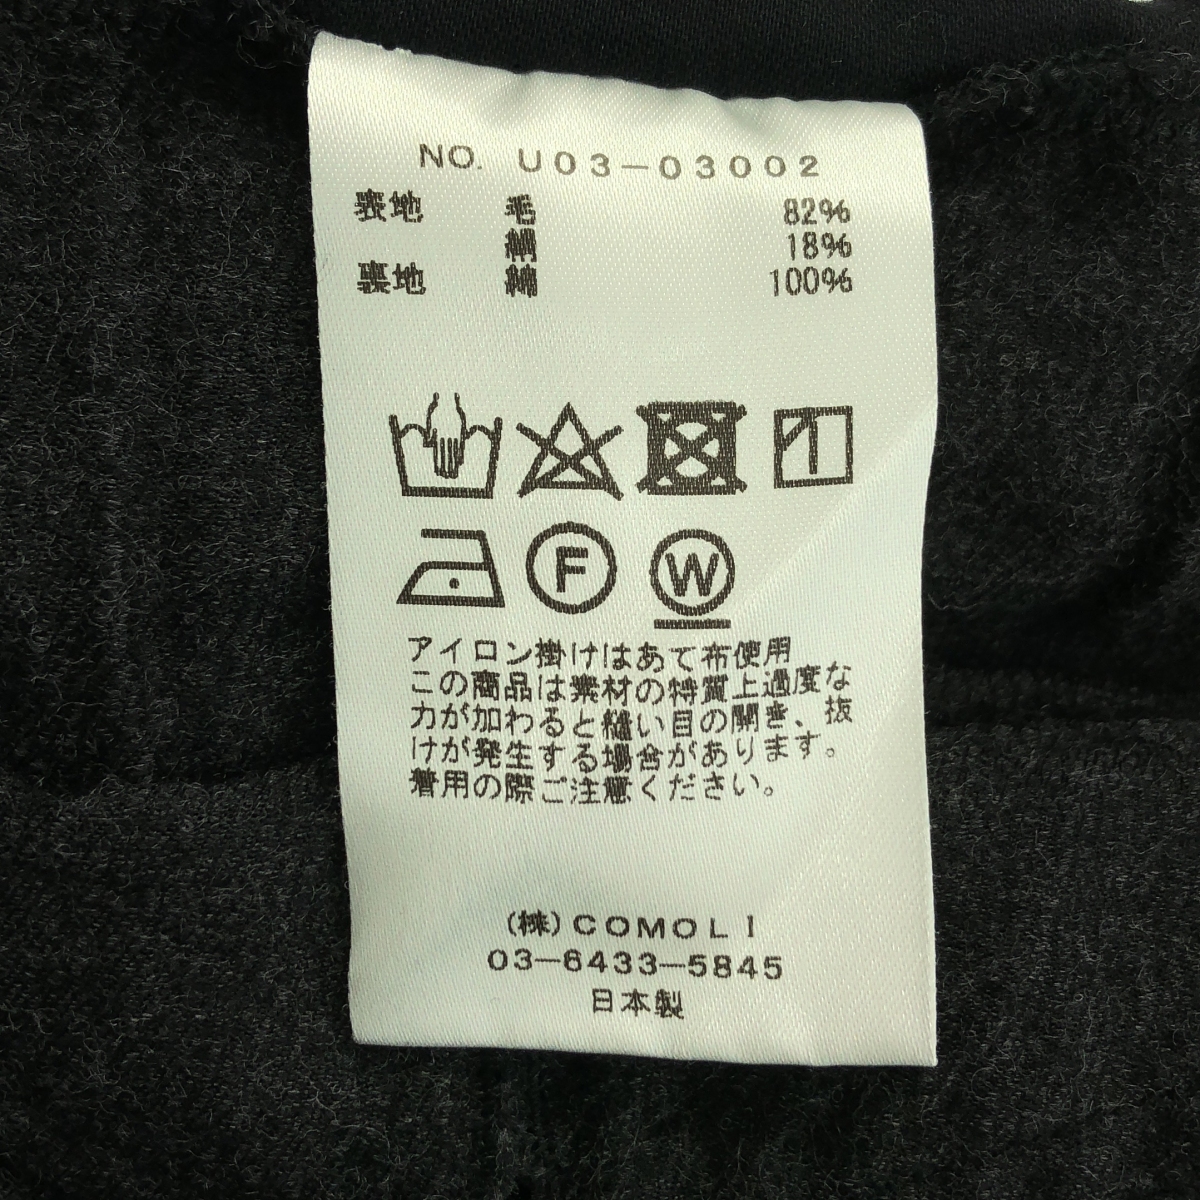 NO. U03-03002
表地 毛 82%
18%
裏地 100%
F W
アイロン掛けはあて布使用
この商品は素材の特質上過度な
力が加わると縫い目の開き、抜
けが発生する場合があります。
着用の際ご注意ください。
(株)COMOLI
03-6433-5845
日本製